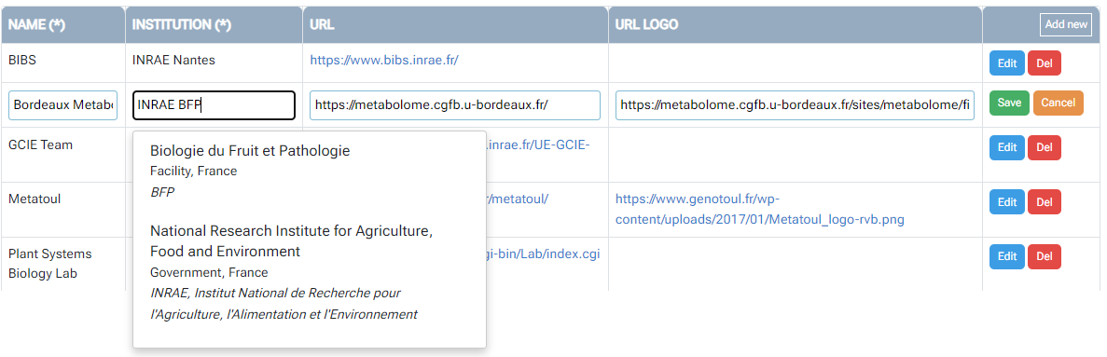 NAME (*) INSTITUTION (*) URL URL LOGO Add new
BIBS INRAE Nantes https://www.bibs.inrae.fr/ Edit Del
Bordeaux Metabo INRAE BFP https://metabolome.cgfb.u-bordeaux.fr/ https://metabolome.cgfb.u-bordeaux.fr/sites/metabolome/fi Save Cancel
GCIE Team .inrae.fr/UE-GCIE- Edit Del
Metatoul r/metatoul/ https://www.genotoul.fr/wp-
content/uploads/2017/01/Metatoul_logo-rvb.png Edit Del
Plant Systems
Biology Lab gi-bin/Lab/index.cgi Edit Del
Biologie du Fruit et Pathologie
Facility, France
BFP
National Research Institute for Agriculture,
Food and Environment
Government, France
INRAE, Institut National de Recherche pour
l'Agriculture, l'Alimentation et l'Environnement